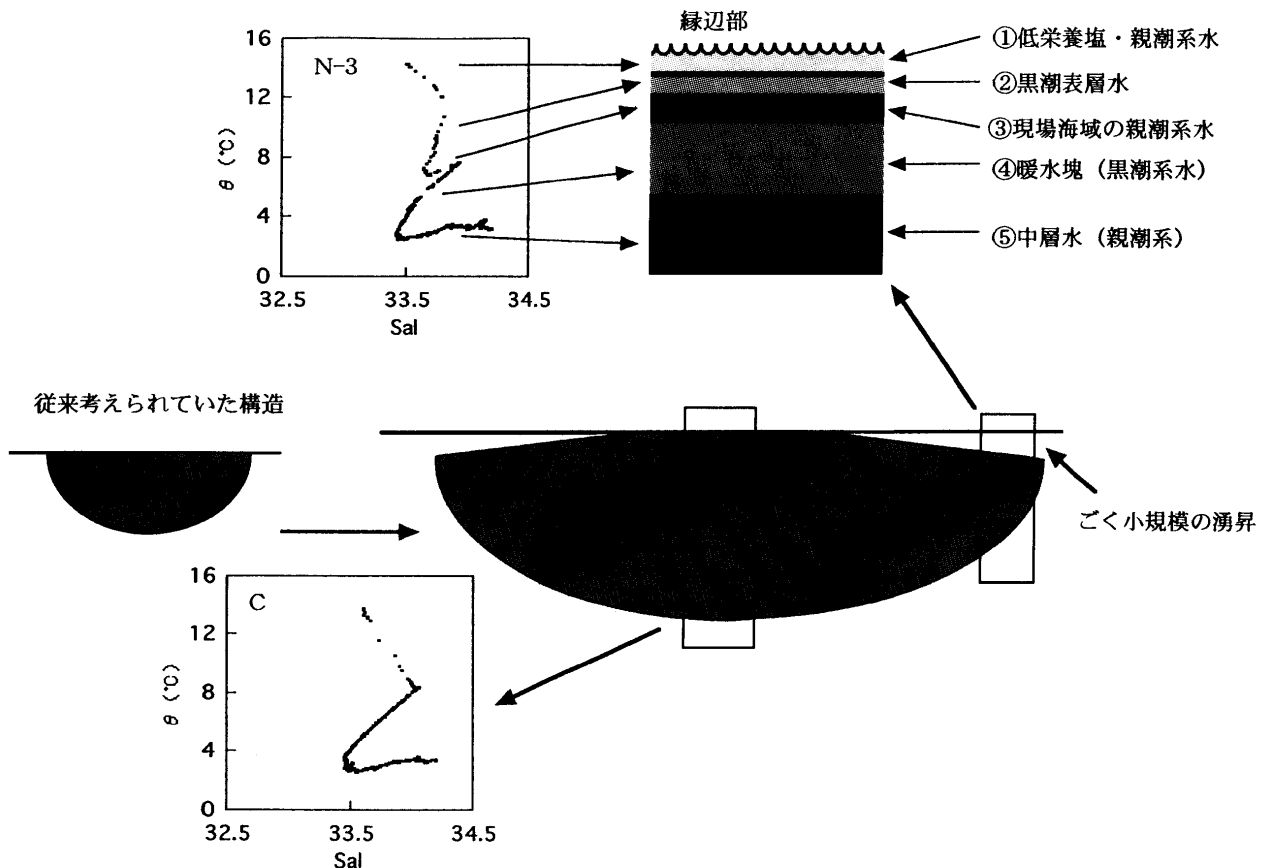 縁辺部
16
12
8
4
0
θ (℃)
N-3
32.5 33.5 34.5
Sal
①低栄養塩・親潮系水
②黒潮表層水
③現場海域の親潮系水
④暖水塊（黒潮系水）
⑤中層水（親潮系）
従来考えられていた構造
ごく小規模の湧昇
16
12
8
4
0
θ (℃)
C
32.5 33.5 34.5
Sal